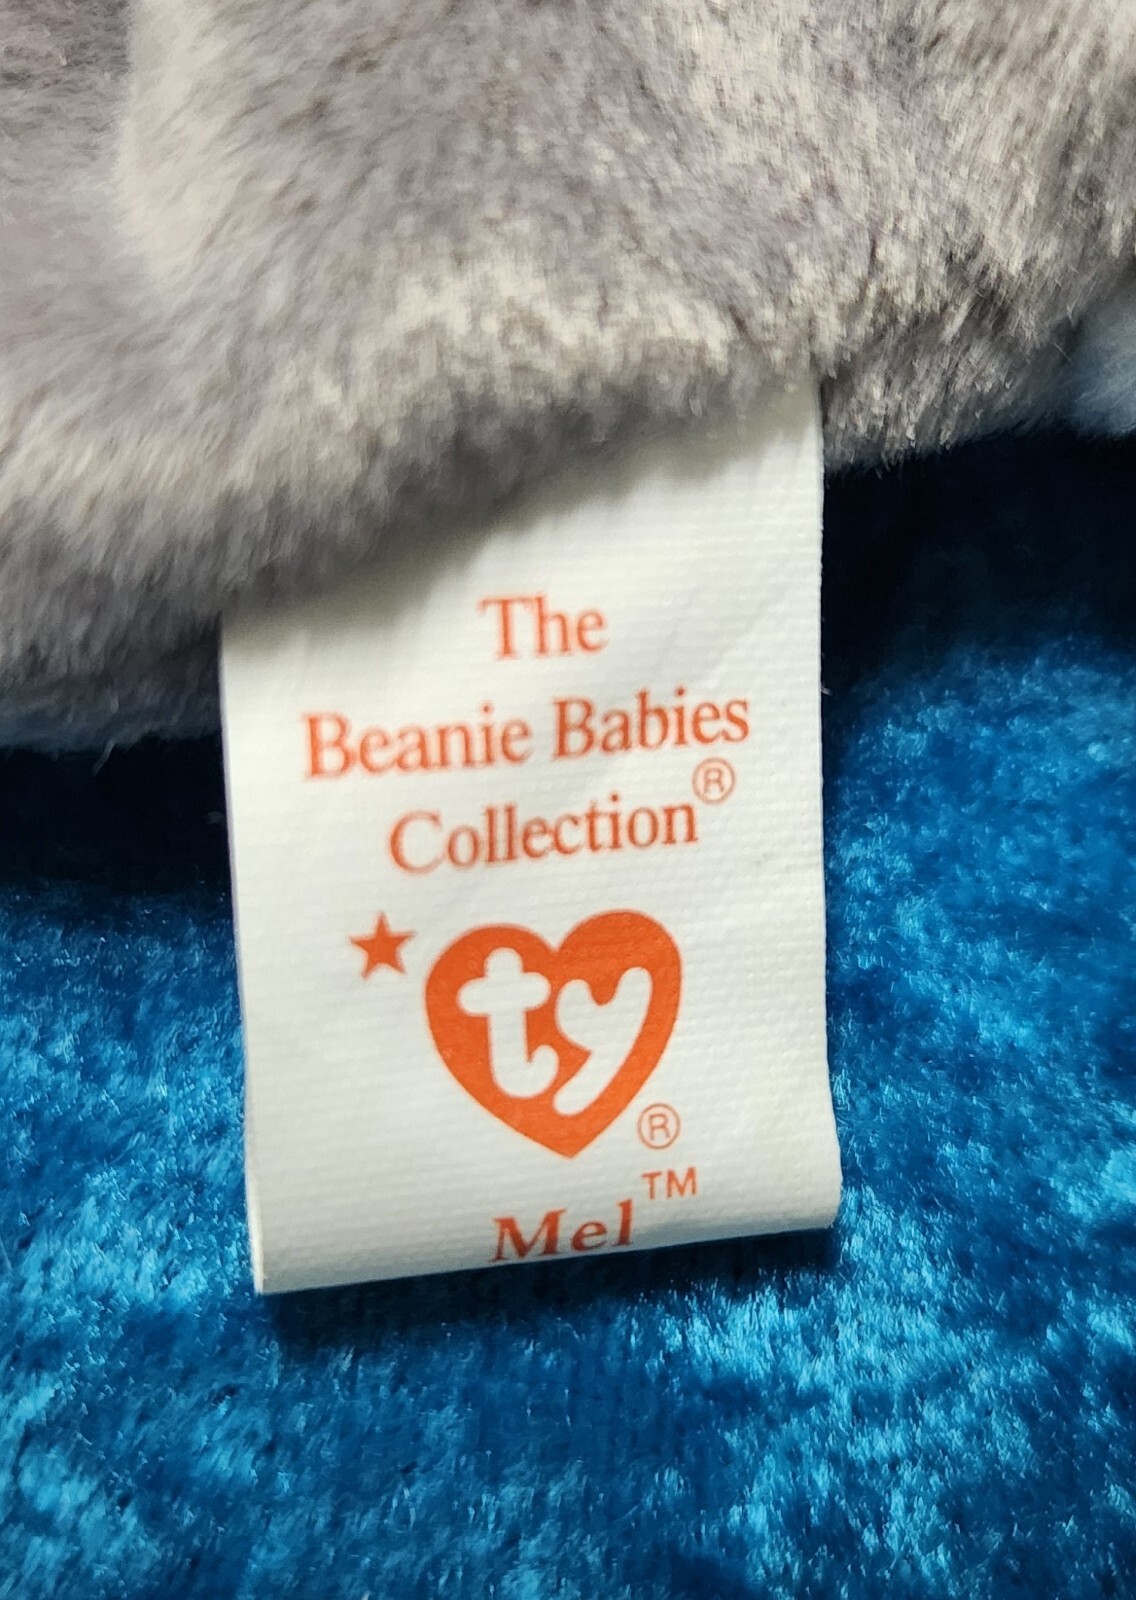 The
Beanie Babies
Collection®
ty®
Mel™